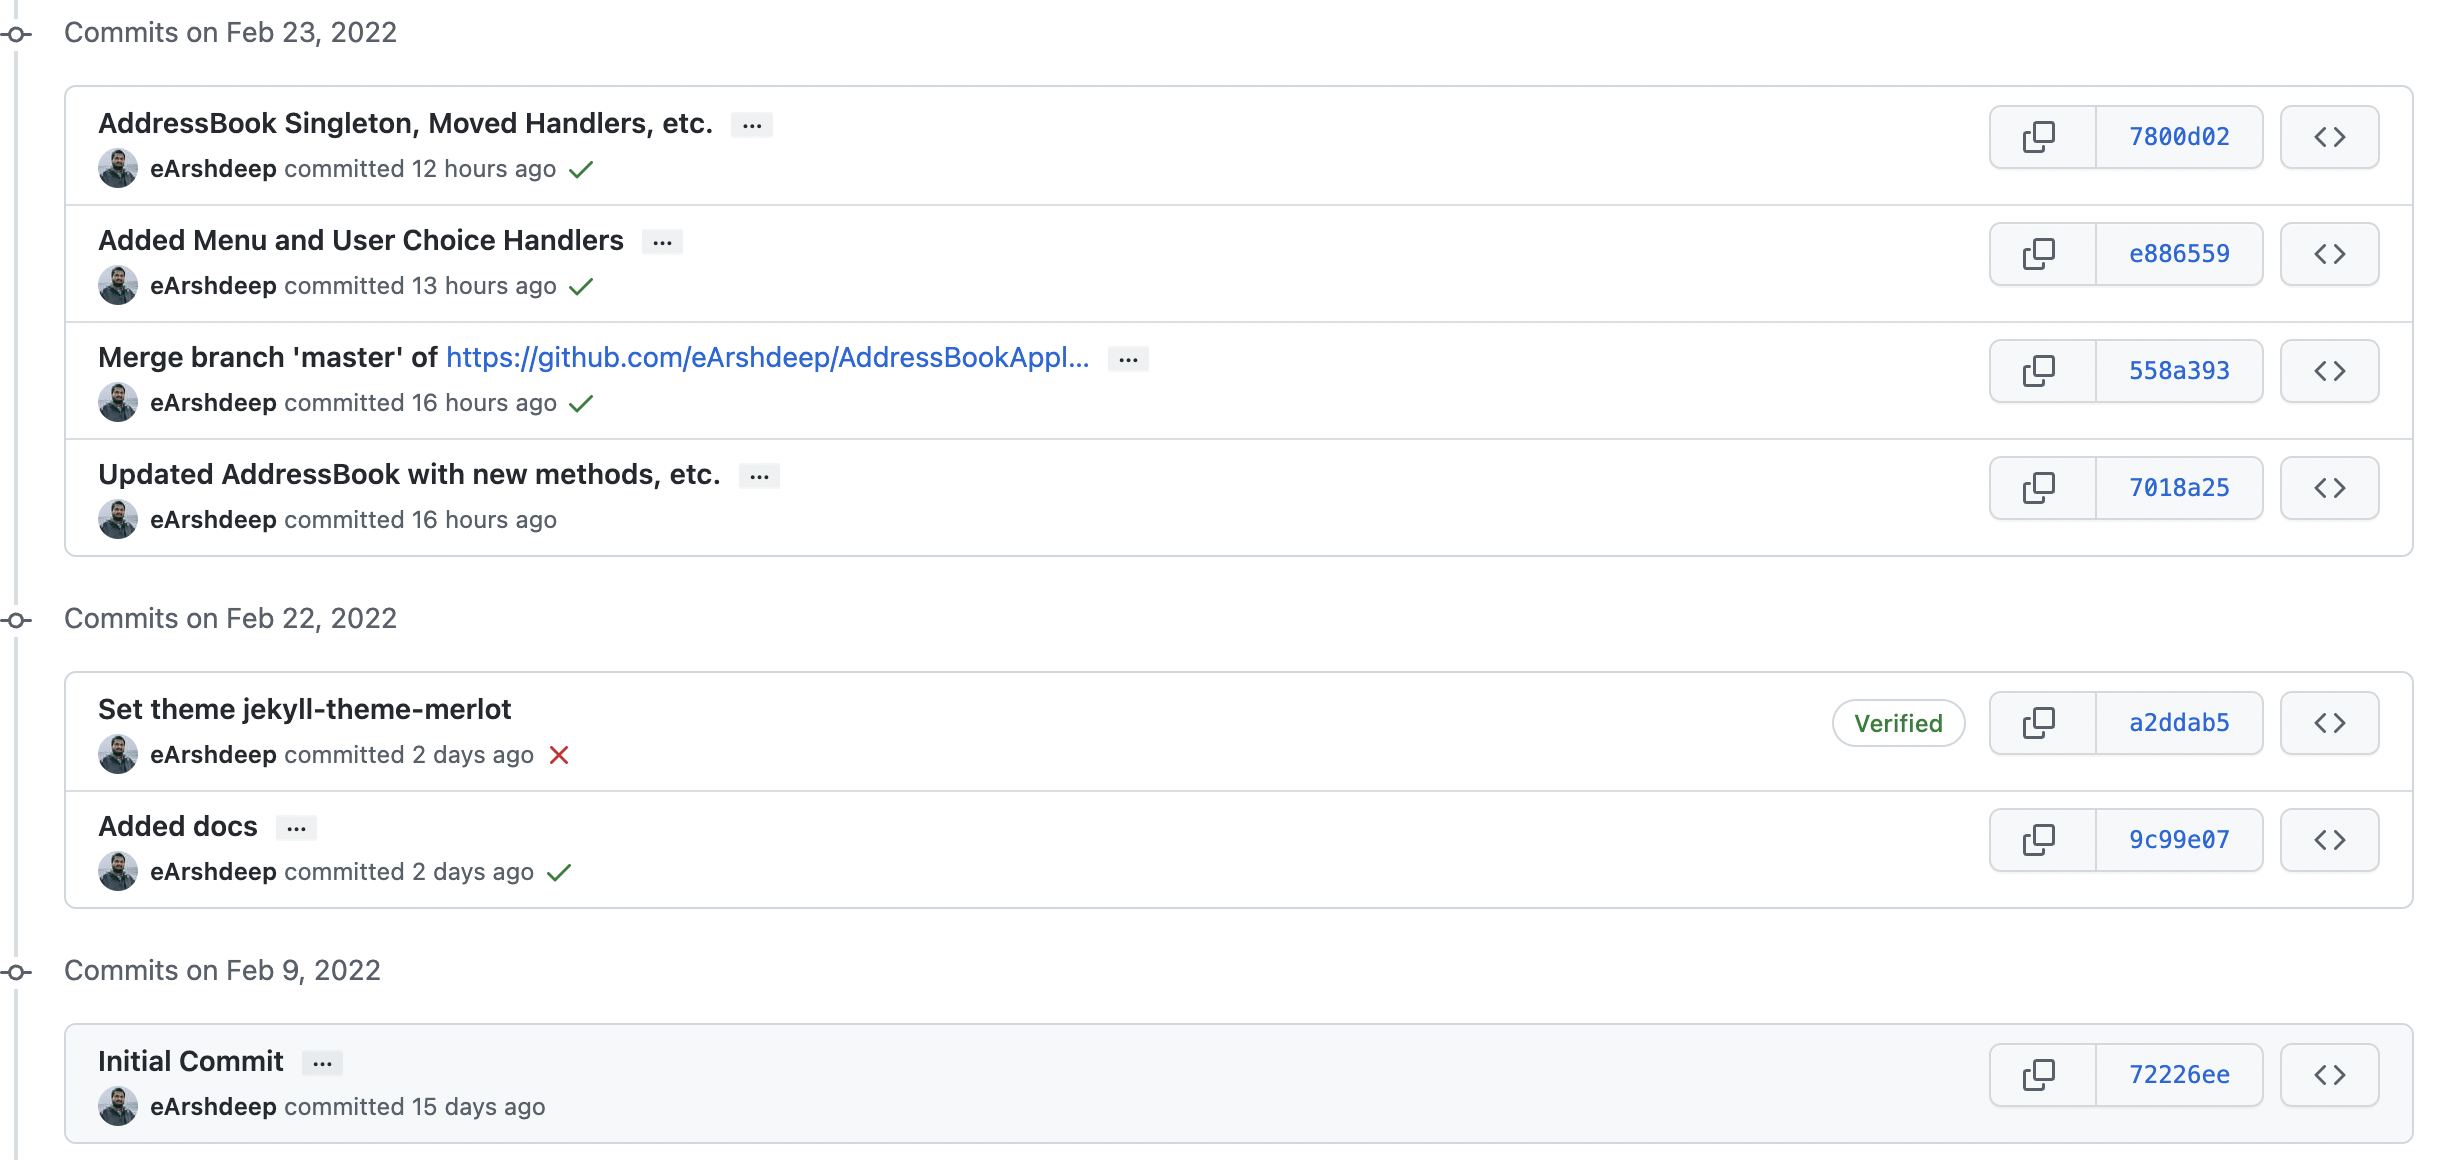 Commits on Feb 23, 2022
AddressBook Singleton, Moved Handlers, etc. …
eArshdeep committed 12 hours ago
7800d02
Added Menu and User Choice Handlers …
eArshdeep committed 13 hours ago
e886559
Merge branch 'master' of https://github.com/eArshdeep/AddressBookAppl... …
eArshdeep committed 16 hours ago
558a393
Updated AddressBook with new methods, etc. …
eArshdeep committed 16 hours ago
7018a25
Commits on Feb 22, 2022
Set theme jekyll-theme-merlot
eArshdeep committed 2 days ago
Verified
a2ddab5
Added docs …
eArshdeep committed 2 days ago
9c99e07
Commits on Feb 9, 2022
Initial Commit …
eArshdeep committed 15 days ago
72226ee